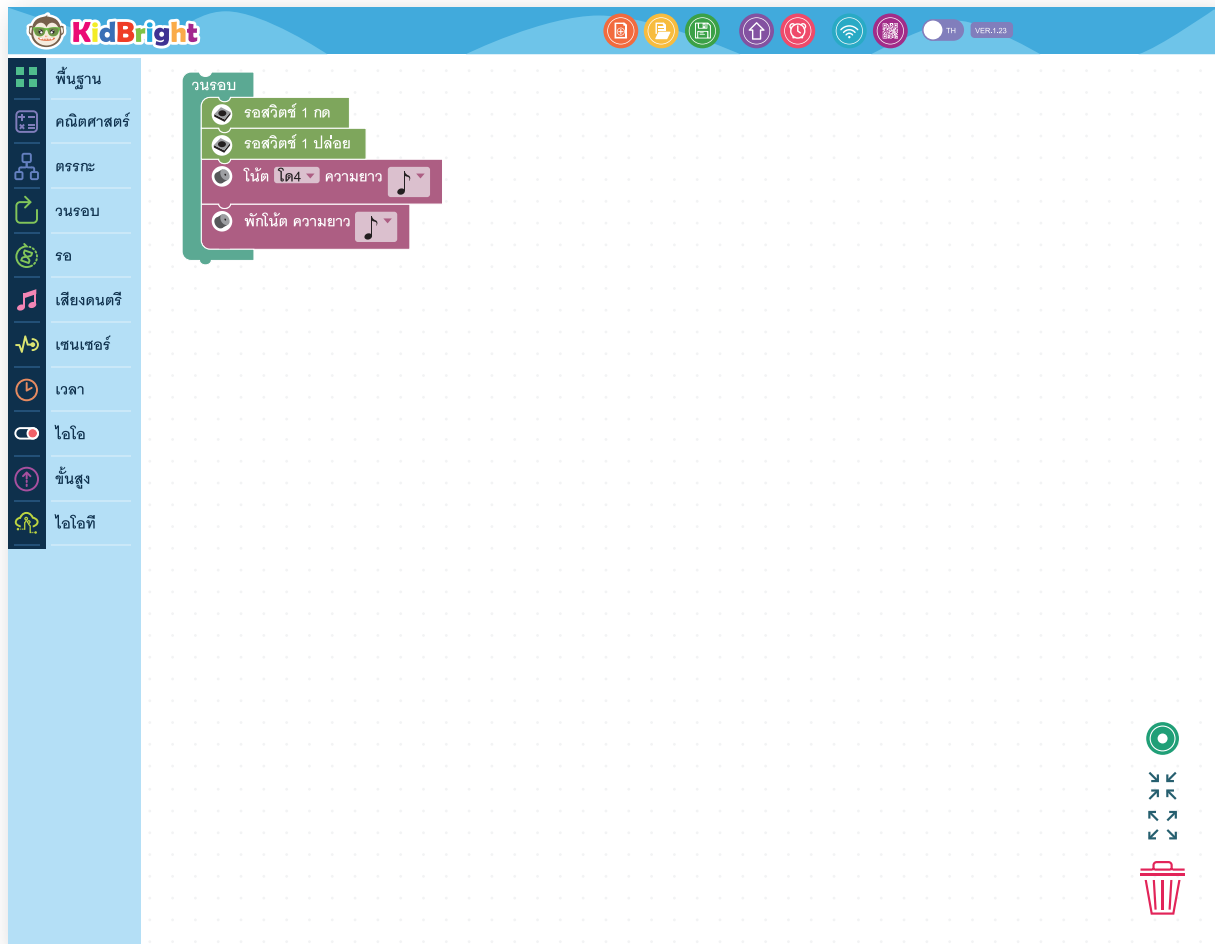 KidBright
TH
VER.1.23
พื้นฐาน
คณิตศาสตร์
ตรรกะ
วนรอบ
รอ
เสียงดนตรี
เซนเซอร์
เวลา
ไอโอ
ขั้นสูง
ไอโอที
วนรอบ
รอสวิตช์ 1 กด
รอสวิตช์ 1 ปล่อย
โน้ต โด4 ความยาว
พักโน้ต ความยาว